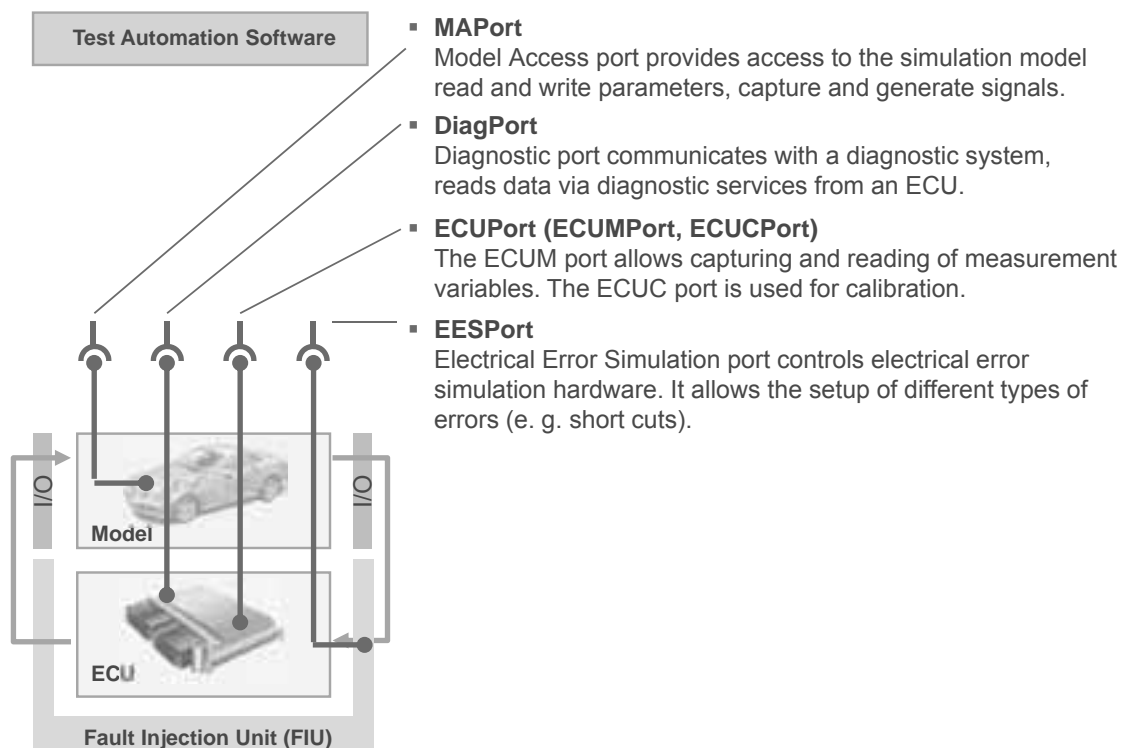 Test Automation Software
▪ MAPort
Model Access port provides access to the simulation model
read and write parameters, capture and generate signals.
▪ DiagPort
Diagnostic port communicates with a diagnostic system,
reads data via diagnostic services from an ECU.
▪ ECUPort (ECUMPort, ECUCPort)
The ECUM port allows capturing and reading of measurement
variables. The ECUC port is used for calibration.
▪ EESPort
Electrical Error Simulation port controls electrical error
simulation hardware. It allows the setup of different types of
errors (e. g. short cuts).
I/O
I/O
Model
ECU
Fault Injection Unit (FIU)